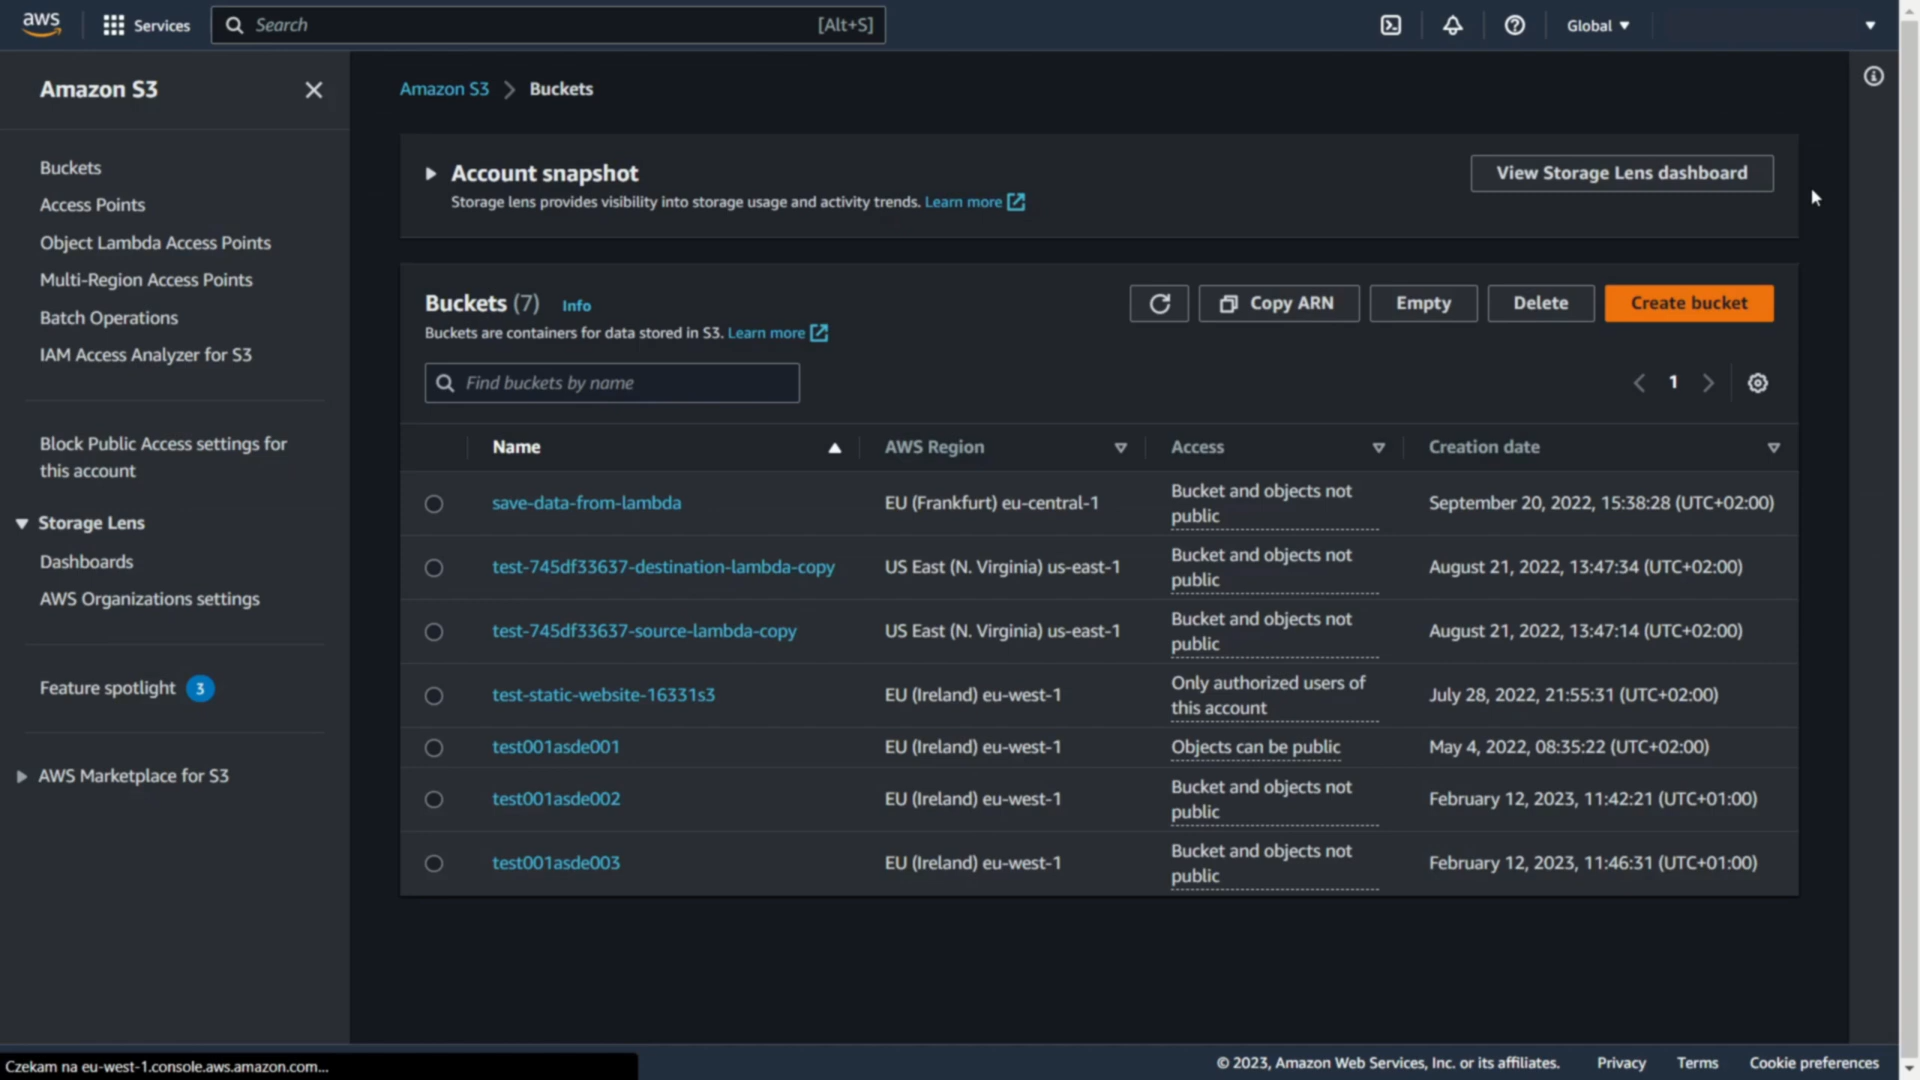 aws
Services
Search
[Alt+S]
Global
Amazon S3
Buckets
Access Points
Object Lambda Access Points
Multi-Region Access Points
Batch Operations
IAM Access Analyzer for S3
Block Public Access settings for
this account
Storage Lens
Dashboards
AWS Organizations settings
Feature spotlight 3
AWS Marketplace for S3
Amazon S3 Buckets
Account snapshot
Storage lens provides visibility into storage usage and activity trends. Learn more
View Storage Lens dashboard
Buckets (7) Info
Buckets are containers for data stored in S3. Learn more
Copy ARN
Empty
Delete
Create bucket
Find buckets by name
1
Name AWS Region Access Creation date
save-data-from-lambda EU (Frankfurt) eu-central-1 Bucket and objects not September 20, 2022, 15:38:28 (UTC+02:00)
public
test-745df33637-destination-lambda-copy US East (N. Virginia) us-east-1 Bucket and objects not August 21, 2022, 13:47:34 (UTC+02:00)
public
test-745df33637-source-lambda-copy US East (N. Virginia) us-east-1 Bucket and objects not August 21, 2022, 13:47:14 (UTC+02:00)
public
test-static-website-16331s3 EU (Ireland) eu-west-1 Only authorized users of July 28, 2022, 21:55:31 (UTC+02:00)
this account
test001asde001 EU (Ireland) eu-west-1 Objects can be public May 4, 2022, 08:35:22 (UTC+02:00)
test001asde002 EU (Ireland) eu-west-1 Bucket and objects not February 12, 2023, 11:42:21 (UTC+01:00)
public
test001asde003 EU (Ireland) eu-west-1 Bucket and objects not February 12, 2023, 11:46:31 (UTC+01:00)
public
Czekam na eu-west-1.console.aws.amazon.com...
© 2023, Amazon Web Services, Inc. or its affiliates. Privacy Terms Cookie preferences